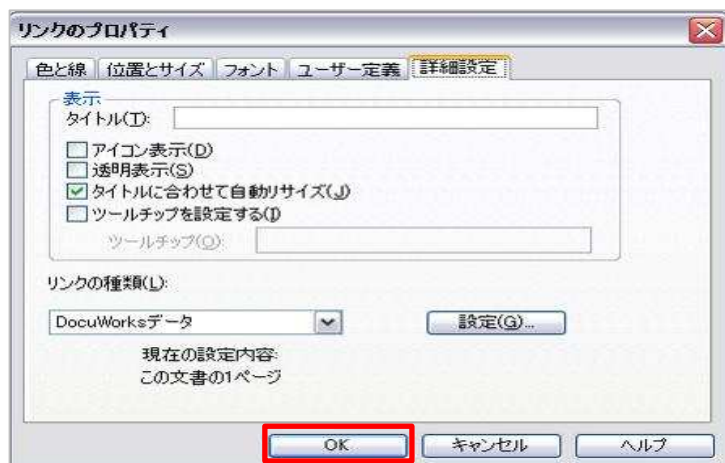 リンクのプロパティ
色と線 位置とサイズ フォント ユーザー定義 詳細設定
表示
タイトル(T):
アイコン表示(D)
透明表示(S)
タイトルに合わせて自動リサイズ(J)
ツールチップを設定する(I)
ツールチップ(O):
リンクの種類(L):
DocuWorksデータ 設定(G)...
現在の設定内容:
この文書の1ページ
OK キャンセル ヘルプ